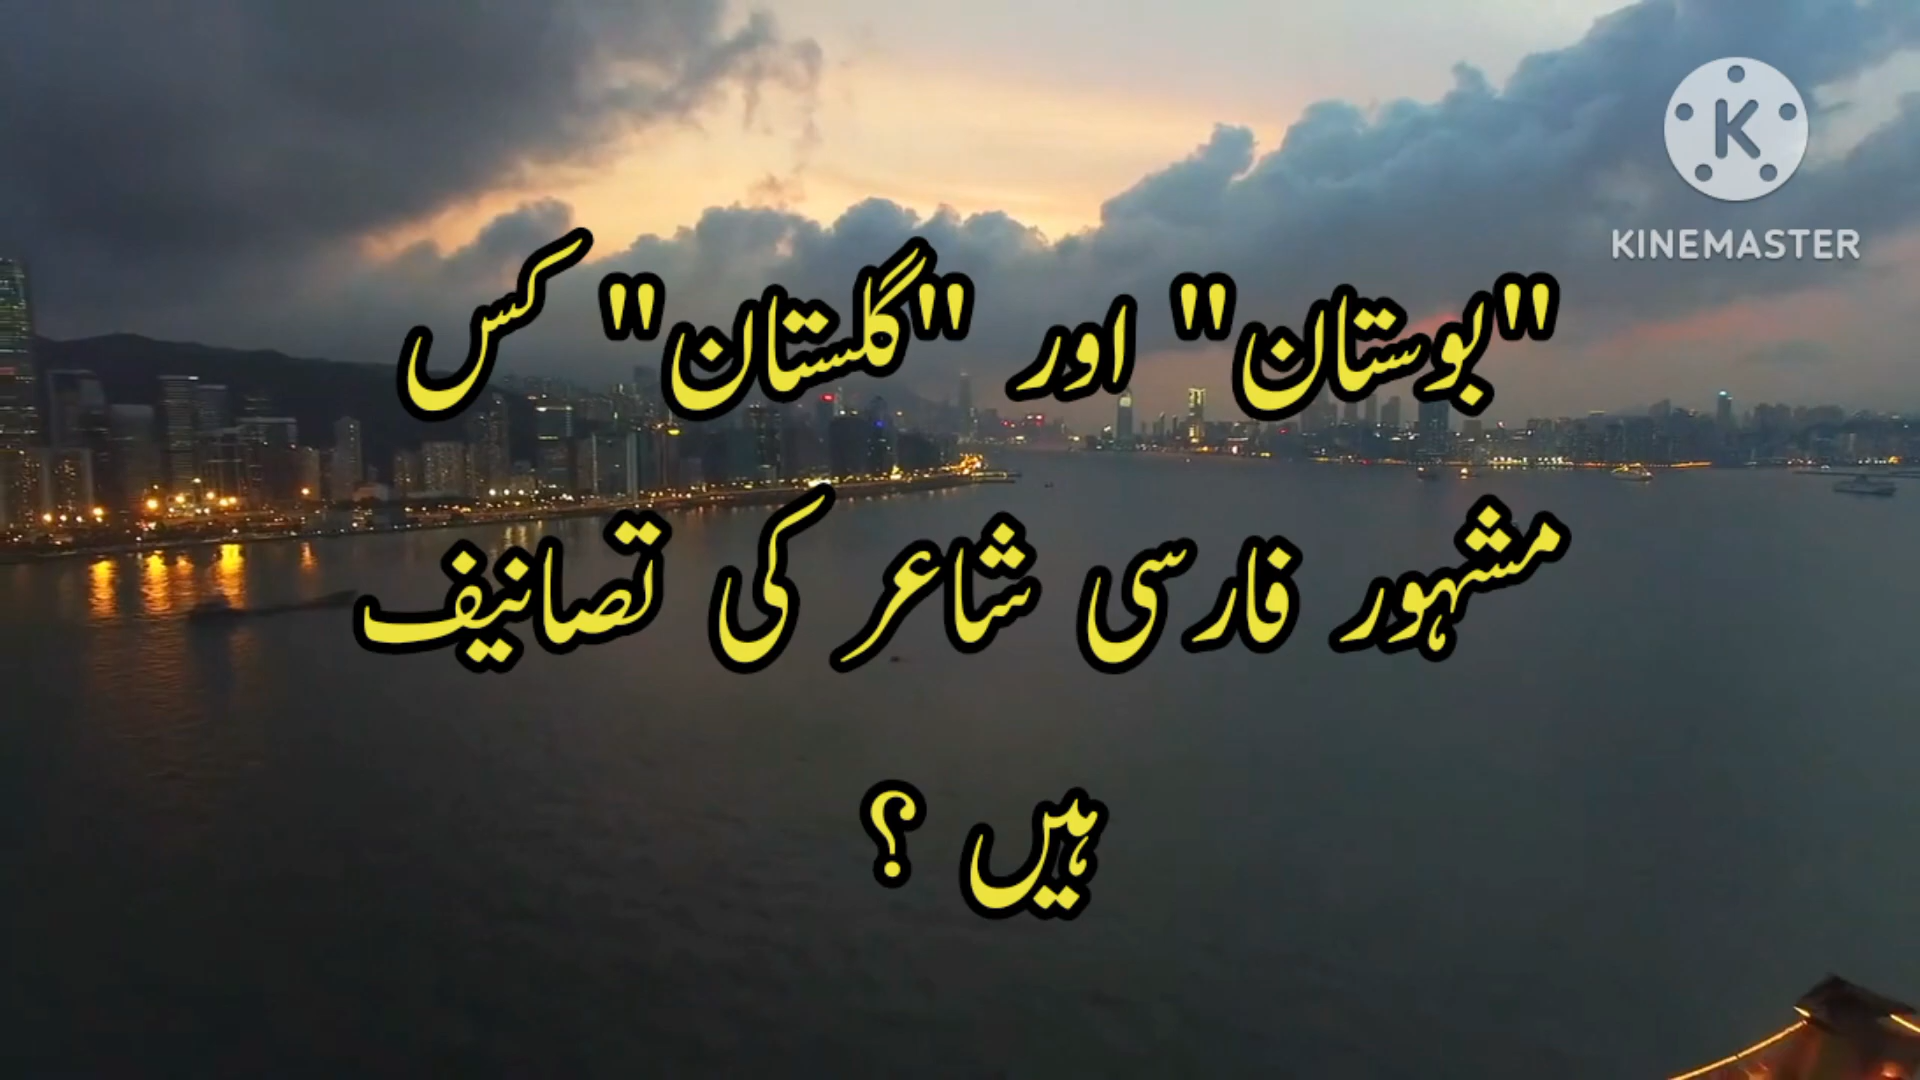 "بوستان" اور "گلستان" کس
مشہور فارسی شاعر کی تصانیف
ہیں ؟
K
KINEMASTER